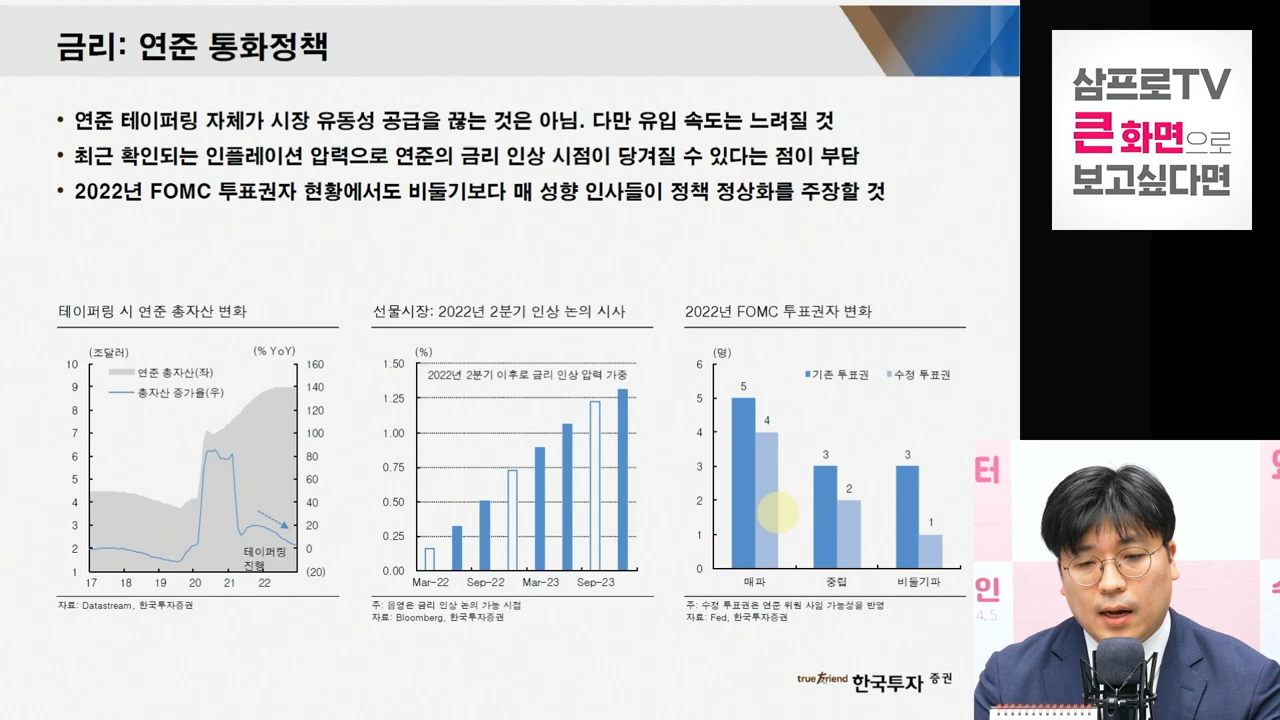 금리: 연준 통화정책
• 연준 테이퍼링 자체가 시장 유동성 공급을 끊는 것은 아님. 다만 유입 속도는 느려질 것
• 최근 확인되는 인플레이션 압력으로 연준의 금리 인상 시점이 당겨질 수 있다는 점이 부담
• 2022년 FOMC 투표권자 현황에서도 비둘기보다 매 성향 인사들이 정책 정상화를 주장할 것
테이퍼링 시 연준 총자산 변화
(조달러)
(% YoY)
연준 총자산(좌)
총자산 증가율(우)
10
9
8
7
6
5
4
3
2
1
160
140
120
100
80
60
40
20
0
(20)
테이퍼링
진행
17 18 19 20 21 22
자료: Datastream, 한국투자증권
선물시장: 2022년 2분기 인상 논의 시사
(%)
2022년 2분기 이후로 금리 인상 압력 가중
1.50
1.25
1.00
0.75
0.50
0.25
0.00
Mar-22 Sep-22 Mar-23 Sep-23
주: 음영은 금리 인상 논의 가능 시점
자료: Bloomberg, 한국투자증권
2022년 FOMC 투표권자 변화
(명)
기존 투표권 수정 투표권
6
5
4
3
2
1
0
5
4
3
2
3
1
매파 중립 비둘기파
주: 수정 투표권은 연준 위원 사임 가능성을 반영
자료: Fed, 한국투자증권
true friend 한국투자 증권
삼프로TV
큰 화면으로
보고싶다면
터
인
4.5